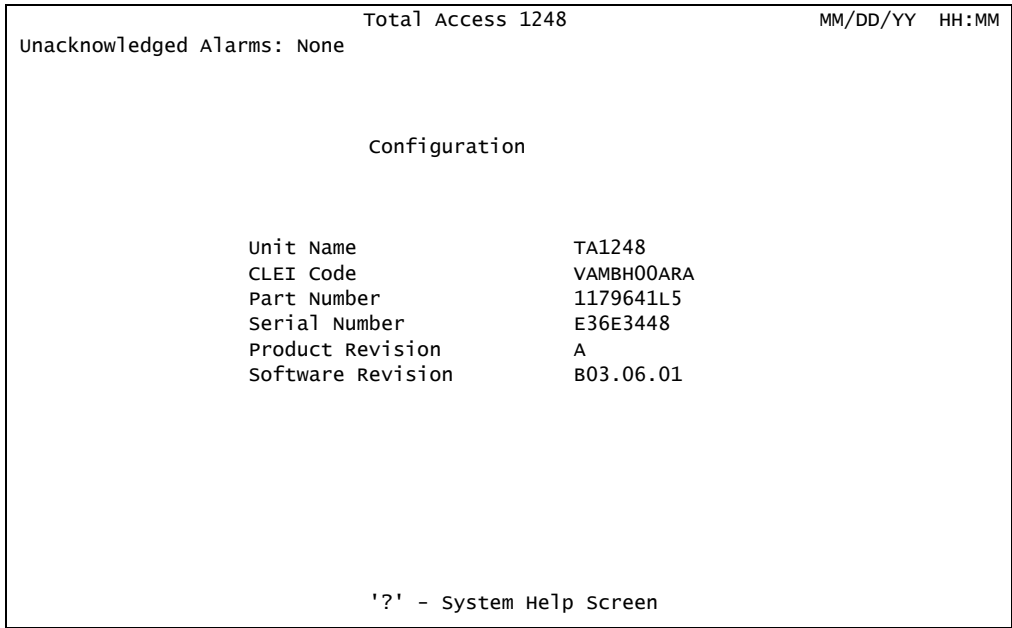 Total Access 1248 MM/DD/YY HH:MM
Unacknowledged Alarms: None
Configuration
Unit Name TA1248
CLEI Code VAMBH00ARA
Part Number 1179641L5
Serial Number E36E3448
Product Revision A
Software Revision B03.06.01
'?' - System Help Screen